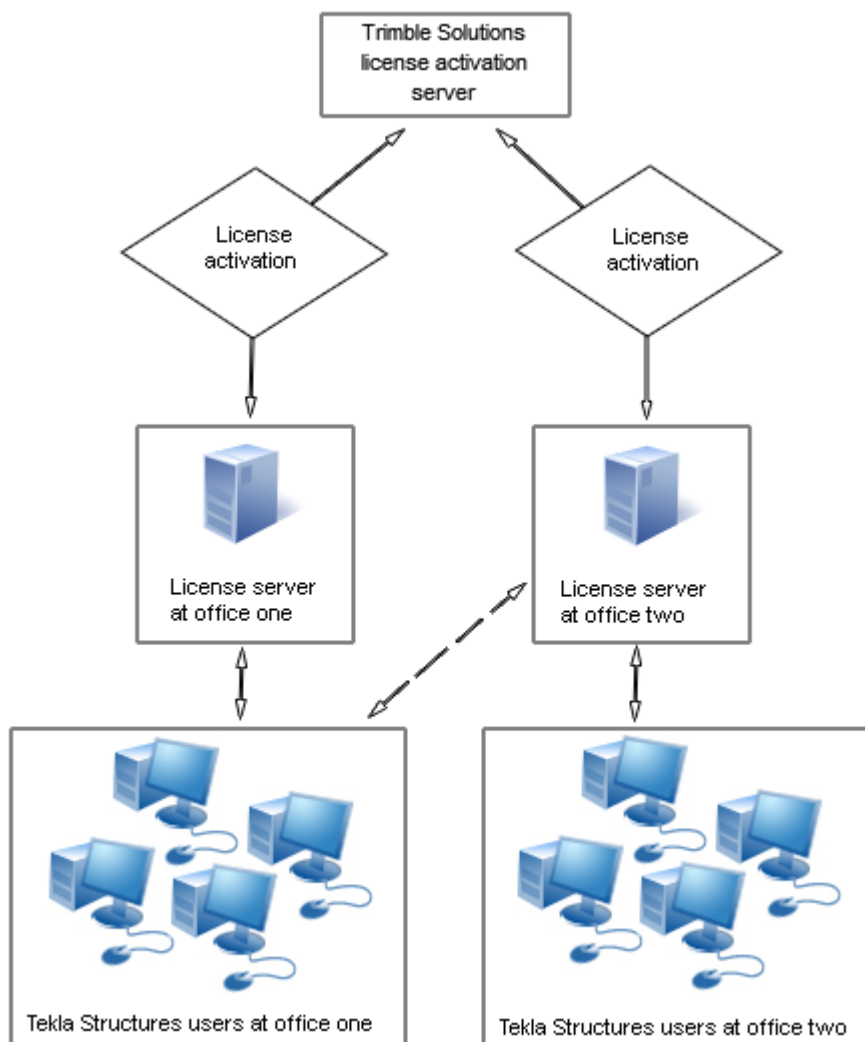 Trimble Solutions
license activation
server
License
activation
License
activation
License server
at office one
License server
at office two
Tekla Structures users at office one
Tekla Structures users at office two